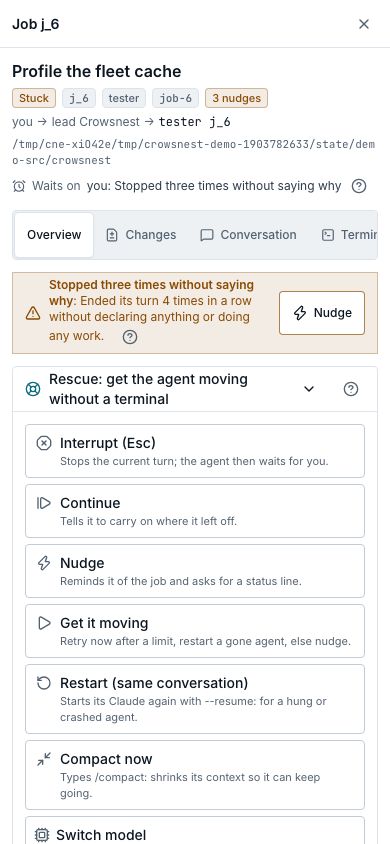 Job j_6
Profile the fleet cache
Stuck j_6 tester job-6 3 nudges
you → lead Crowsnest → tester j_6
/tmp/cne-xiO42e/tmp/crowsnest-demo-1903782633/state/dem
o-src/crowsnest
Waits on you: Stopped three times without saying why
Overview Changes Conversation Termin
Stopped three times without saying
why: Ended its turn 4 times in a row
without declaring anything or doing
any work.
Nudge
Rescue: get the agent moving
without a terminal
Interrupt (Esc)
Stops the current turn; the agent then waits for you.
Continue
Tells it to carry on where it left off.
Nudge
Reminds it of the job and asks for a status line.
Get it moving
Retry now after a limit, restart a gone agent, else nudge.
Restart (same conversation)
Starts its Claude again with --resume: for a hung or
crashed agent.
Compact now
Types /compact: shrinks its context so it can keep
going.
Switch model